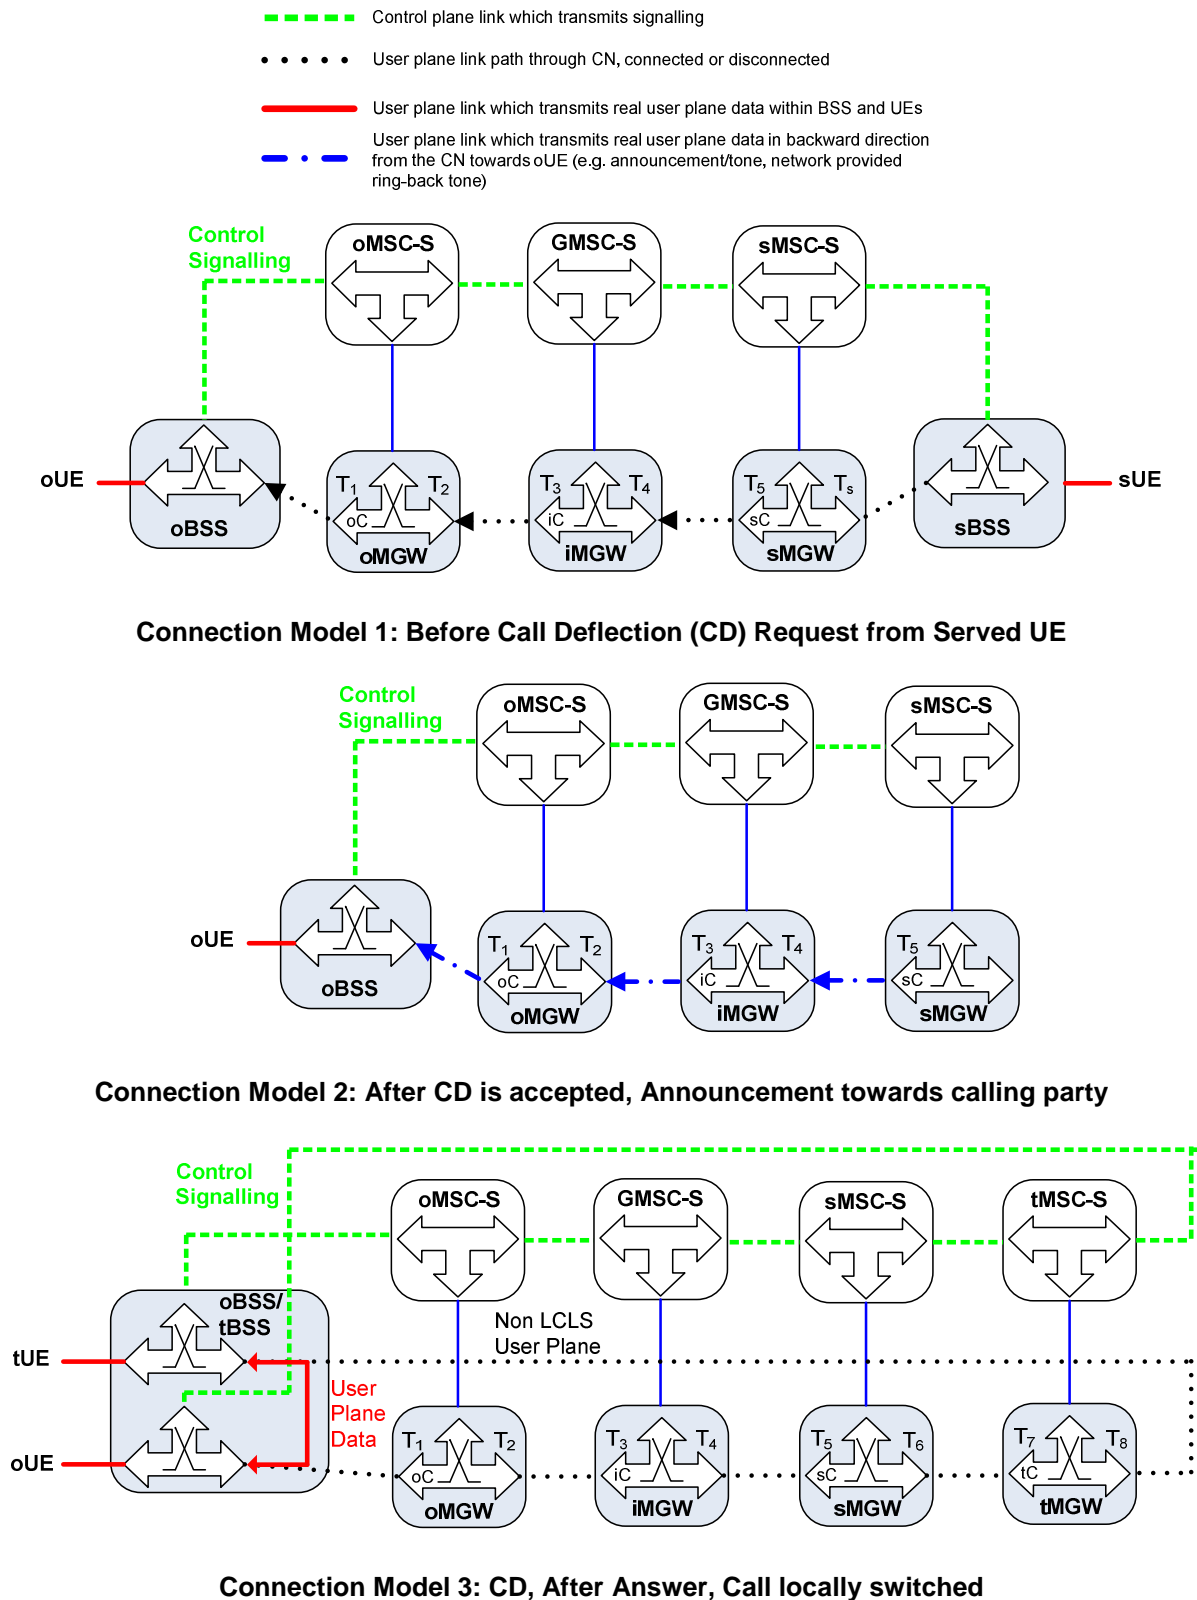 Control plane link which transmits signalling
User plane link path through CN, connected or disconnected
User plane link which transmits real user plane data within BSS and UEs
User plane link which transmits real user plane data in backward direction
from the CN towards oUE (e.g. announcement/tone, network provided
ring-back tone)
Control
Signalling
oMSC-S
GMSC-S
sMSC-S
oUE
oBSS
T1
T2
oC
oMGW
T3
T4
iC
iMGW
T5
Ts
sC
sMGW
sBSS
sUE
Connection Model 1: Before Call Deflection (CD) Request from Served UE
Control
Signalling
oMSC-S
GMSC-S
sMSC-S
oUE
oBSS
T1
T2
oC
oMGW
T3
T4
iC
iMGW
T5
sC
sMGW
Connection Model 2: After CD is accepted, Announcement towards calling party
Control
Signalling
oMSC-S
GMSC-S
sMSC-S
tMSC-S
oBSS/
tBSS
Non LCLS
User Plane
tUE
User
Plane
Data
oUE
T1
T2
oC
oMGW
T3
T4
iC
iMGW
T5
T6
sC
sMGW
T7
T8
tC
tMGW
Connection Model 3: CD, After Answer, Call locally switched